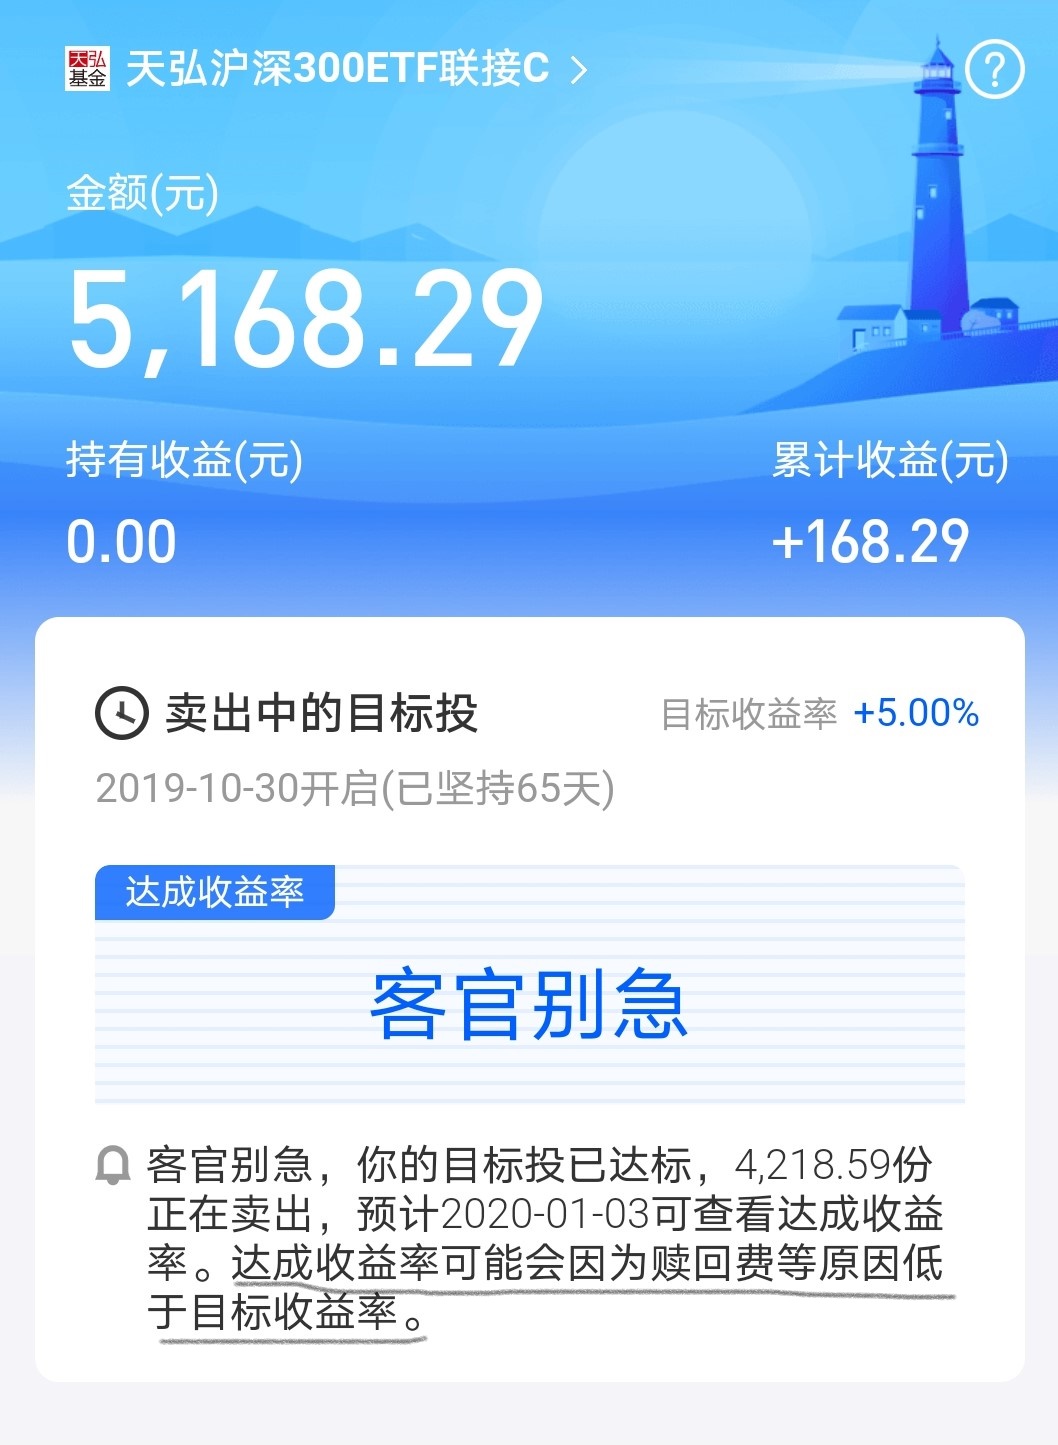 天弘基金
天弘沪深300ETF联接C
金额(元)
5,168.29
持有收益(元) 累计收益(元)
0.00 +168.29
卖出中的目标投 目标收益率 +5.00%
2019-10-30开启(已坚持65天)
达成收益率
客官别急
客官别急，你的目标投已达标，4,218.59份
正在卖出，预计2020-01-03可查看达成收益
率。达成收益率可能会因为赎回费等原因低
于目标收益率。